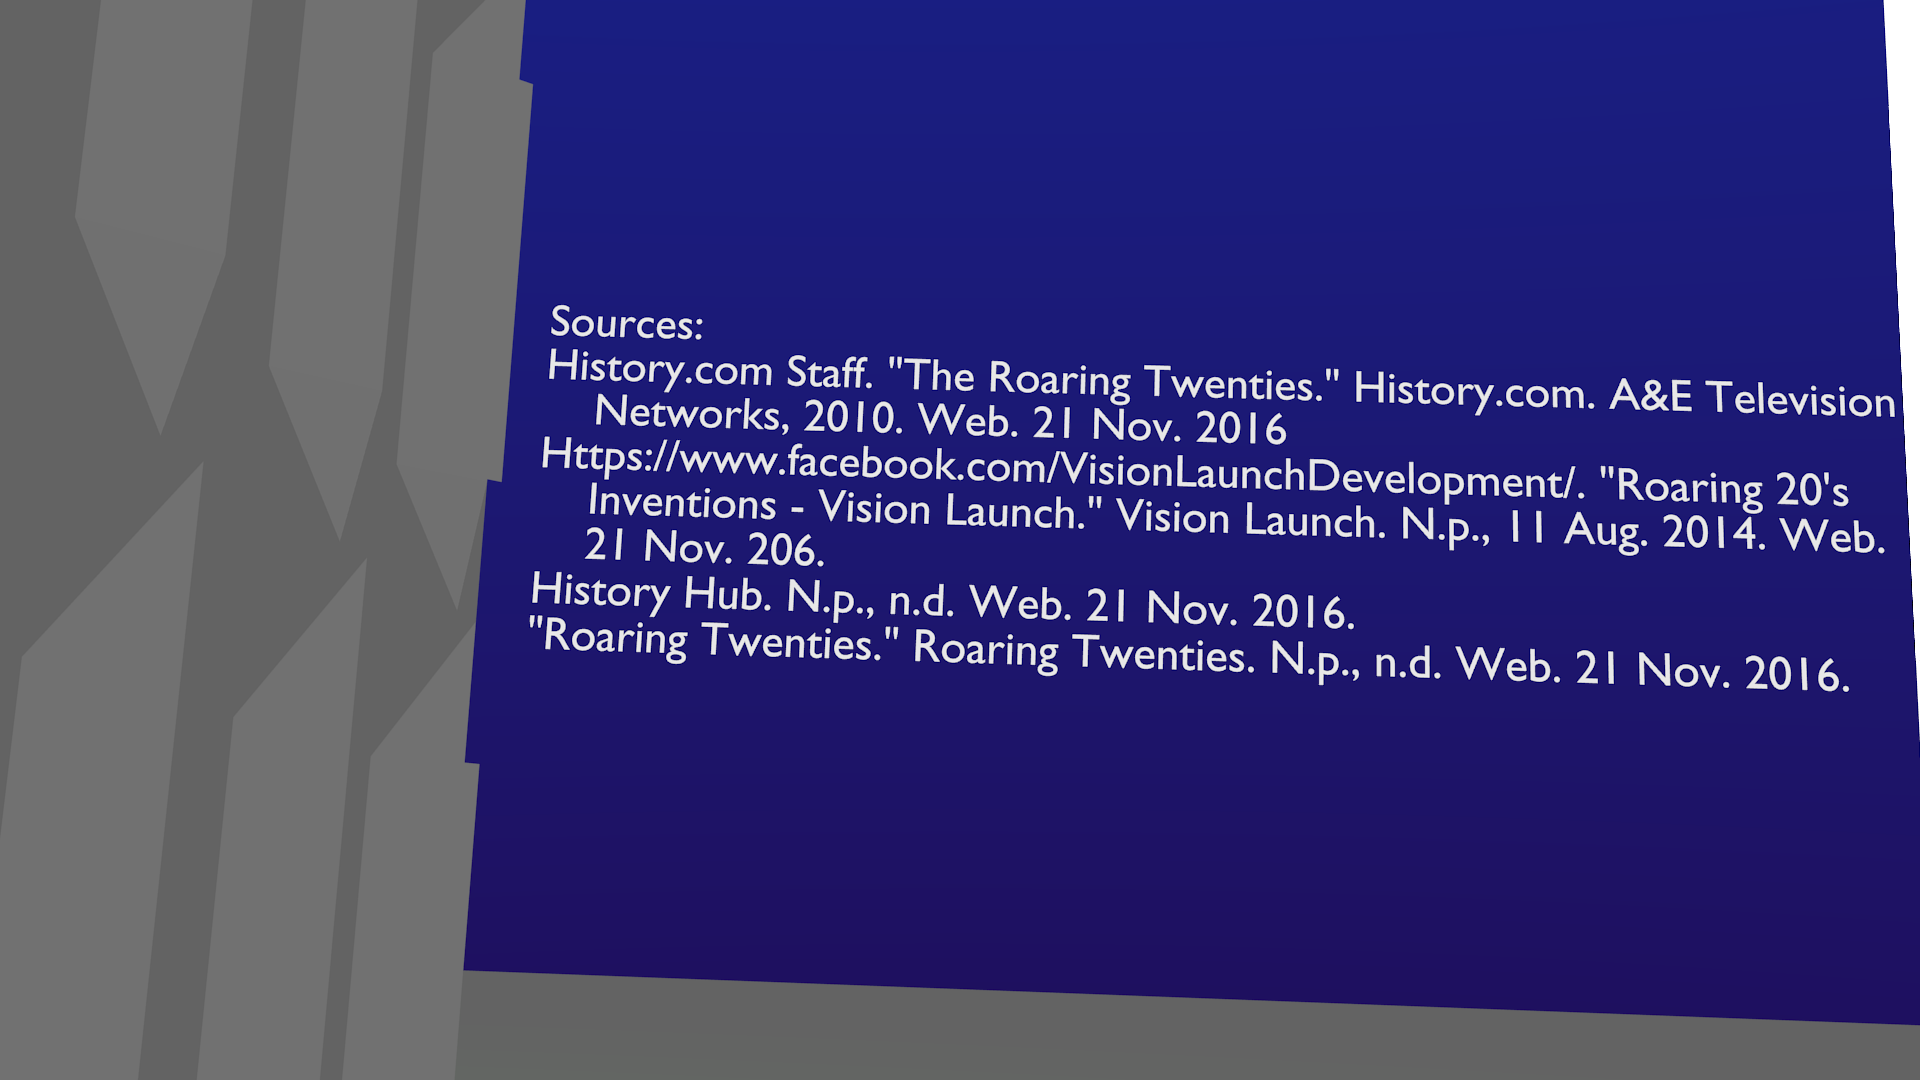 Sources:
History.com Staff. "The Roaring Twenties." History.com. A&E Television
Networks, 2010. Web. 21 Nov. 2016
Https://www.facebook.com/VisionLaunchDevelopment/. "Roaring 20's
Inventions - Vision Launch." Vision Launch. N.p., 11 Aug. 2014. Web.
21 Nov. 206.
History Hub. N.p., n.d. Web. 21 Nov. 2016.
"Roaring Twenties." Roaring Twenties. N.p., n.d. Web. 21 Nov. 2016.